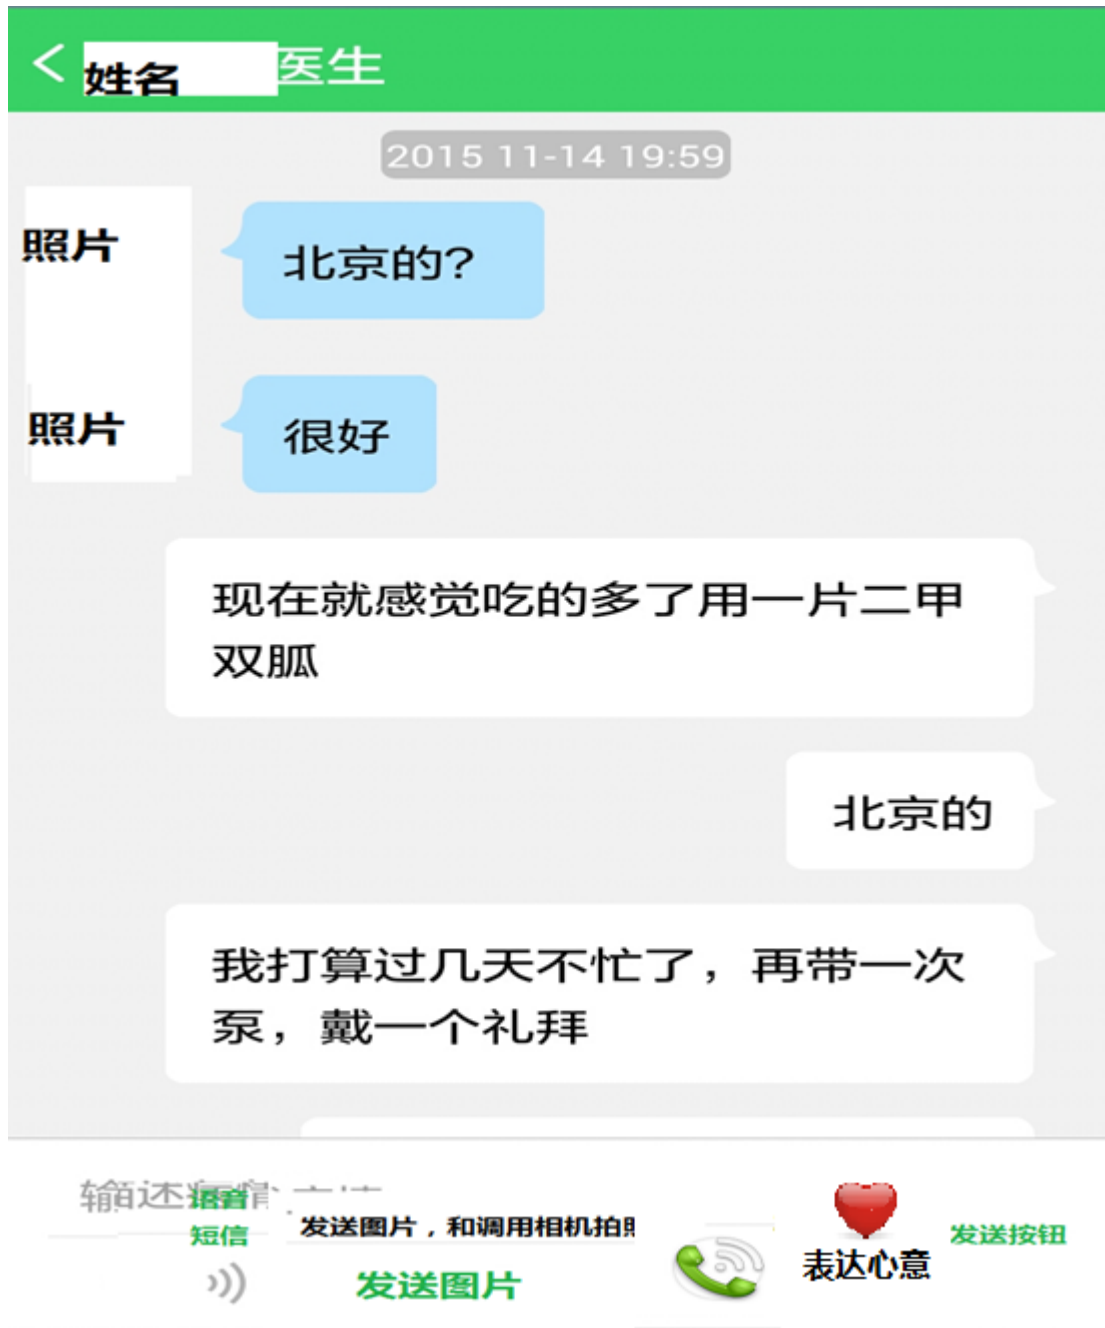 姓名 医生
2015 11-14 19:59
照片
北京的?
照片
很好
现在就感觉吃的多了用一片二甲
双胍
北京的
我打算过几天不忙了，再带一次
泵，戴一个礼拜
语音
短信
发送图片，和调用相机拍照
发送图片
表达心意
发送按钮